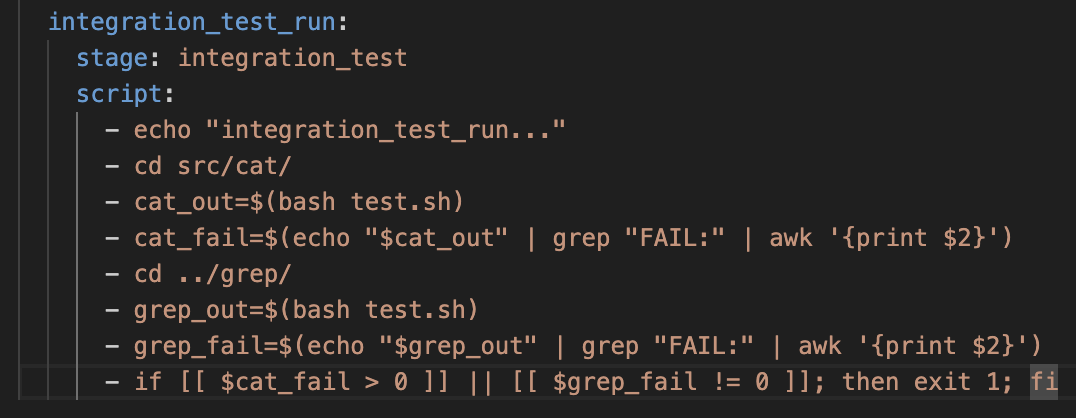 integration_test_run:
stage: integration_test
script:
- echo "integration_test_run..."
- cd src/cat/
- cat_out=$(bash test.sh)
- cat_fail=$(echo "$cat_out" | grep "FAIL:" | awk '{print $2}')
- cd ../grep/
- grep_out=$(bash test.sh)
- grep_fail=$(echo "$grep_out" | grep "FAIL:" | awk '{print $2}')
- if [[ $cat_fail > 0 ]] || [[ $grep_fail != 0 ]]; then exit 1; fi